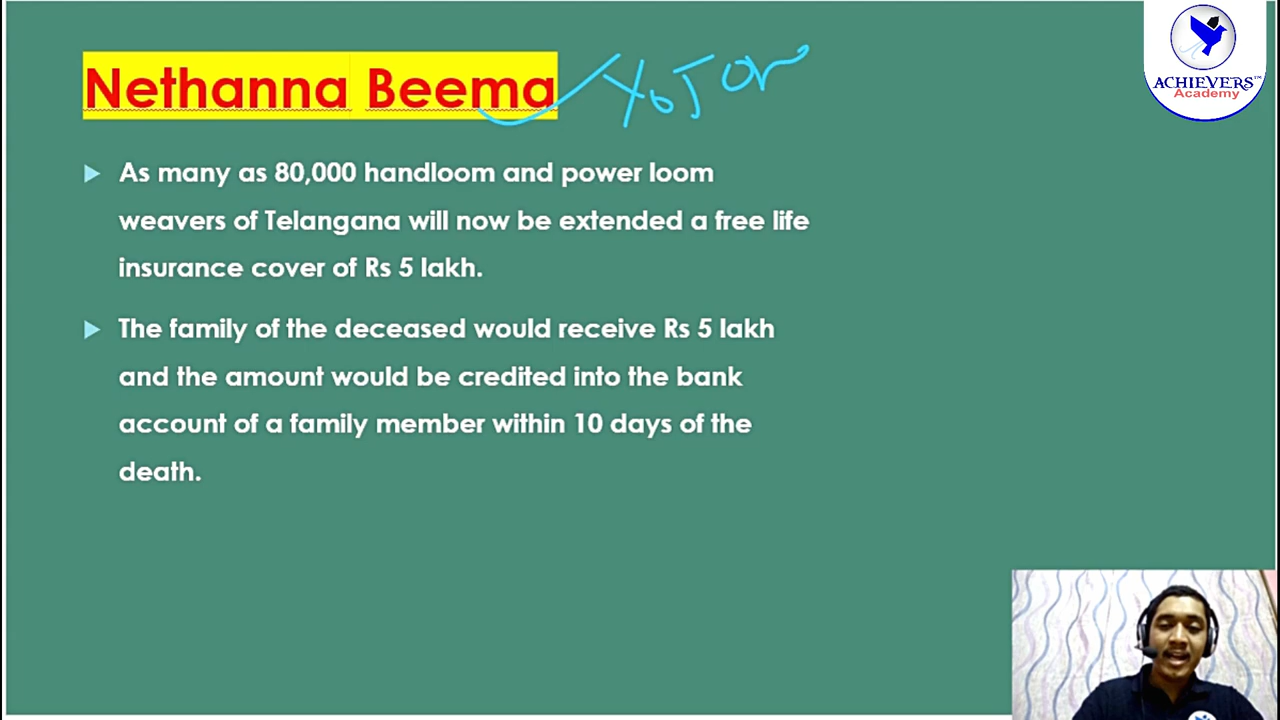 Nethanna Beema
As many as 80,000 handloom and power loom
weavers of Telangana will now be extended a free life
insurance cover of Rs 5 lakh.
The family of the deceased would receive Rs 5 lakh
and the amount would be credited into the bank
account of a family member within 10 days of the
death.
ACHIEVERS™
Academy